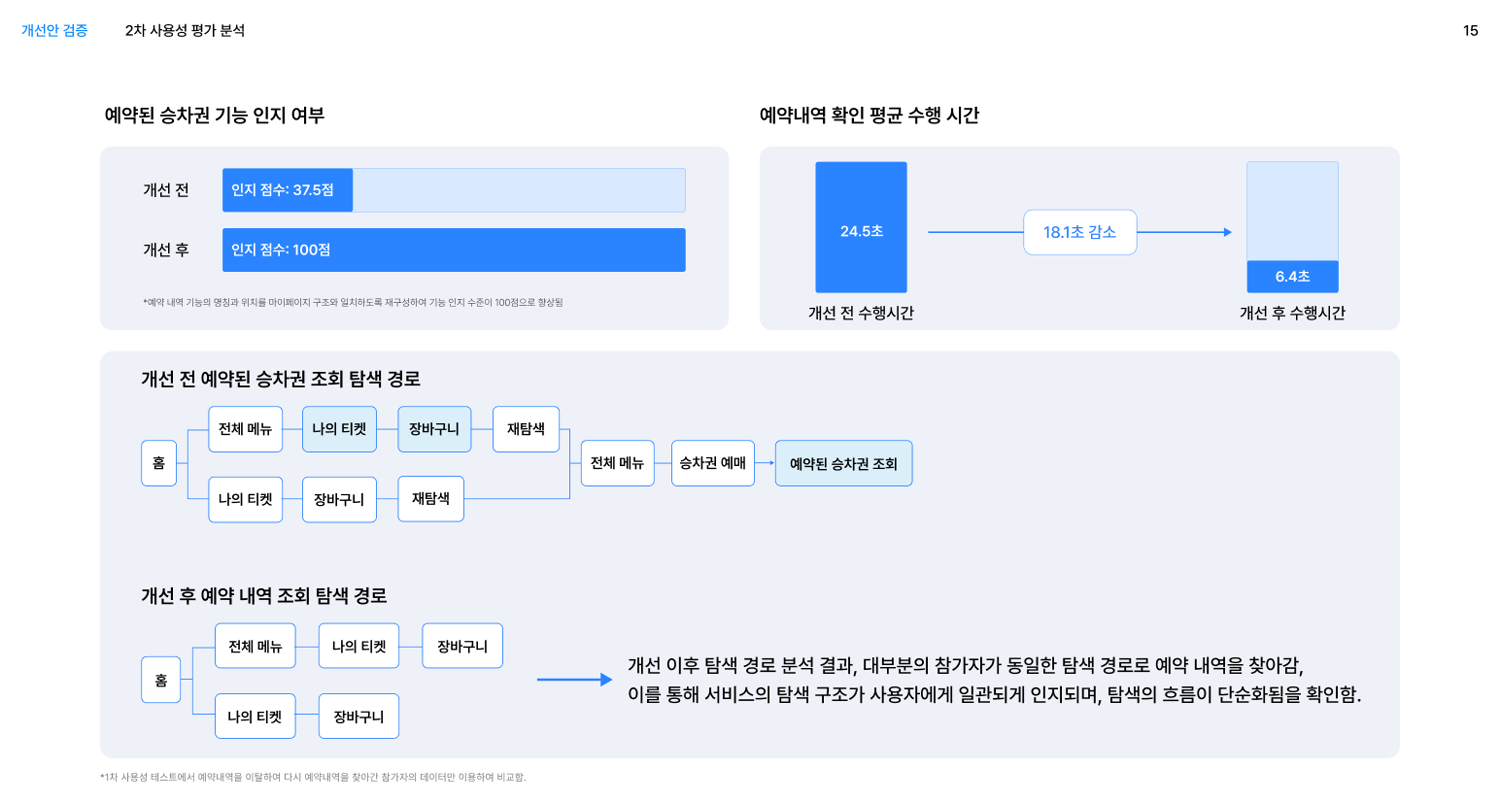 개선안 검증
2차 사용성 평가 분석
15
예약된 승차권 기능 인지 여부
개선 전
인지 점수: 37.5점
개선 후
인지 점수: 100점
*예약 내역 기능의 명칭과 위치를 마이페이지 구조와 일치하도록 재구성하여 기능 인지 수준이 100점으로 향상됨
예약내역 확인 평균 수행 시간
24.5초
18.1초 감소
6.4초
개선 전 수행시간
개선 후 수행시간
개선 전 예약된 승차권 조회 탐색 경로
홈
전체 메뉴
나의 티켓
장바구니
재탐색
나의 티켓
장바구니
재탐색
전체 메뉴
승차권 예매
예약된 승차권 조회
개선 후 예약 내역 조회 탐색 경로
홈
전체 메뉴
나의 티켓
장바구니
나의 티켓
장바구니
개선 이후 탐색 경로 분석 결과, 대부분의 참가자가 동일한 탐색 경로로 예약 내역을 찾아감,
이를 통해 서비스의 탐색 구조가 사용자에게 일관되게 인지되며, 탐색의 흐름이 단순화됨을 확인함.
*1차 사용성 테스트에서 예약내역을 이탈하여 다시 예약내역을 찾아간 참가자의 데이터만 이용하여 비교함.